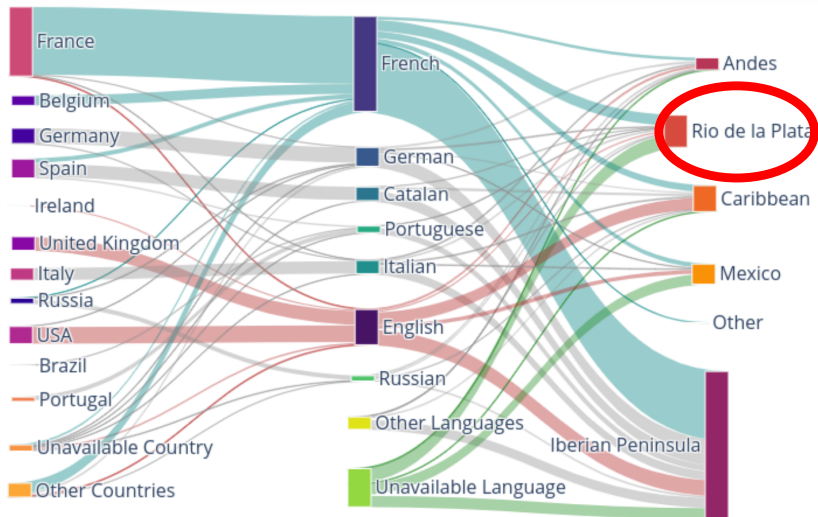 France
Belgium
Germany
Spain
Ireland
United Kingdom
Italy
Russia
USA
Brazil
Portugal
Unavailable Country
Other Countries
French
German
Catalan
Portuguese
Italian
English
Russian
Other Languages
Unavailable Language
Andes
Rio de la Plata
Caribbean
Mexico
Other
Iberian Peninsula